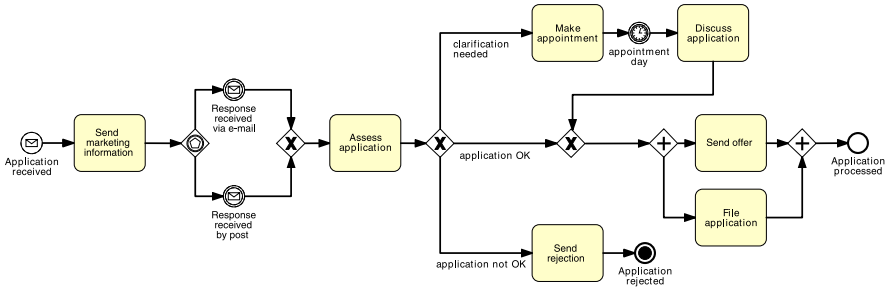 Application
received
Send
marketing
information
Response
received
via e-mail
Response
received
by post
Assess
application
clarification
needed
application OK
application not OK
Make
appointment
appointment
day
Discuss
application
Send offer
File
application
Application
processed
Send
rejection
Application
rejected